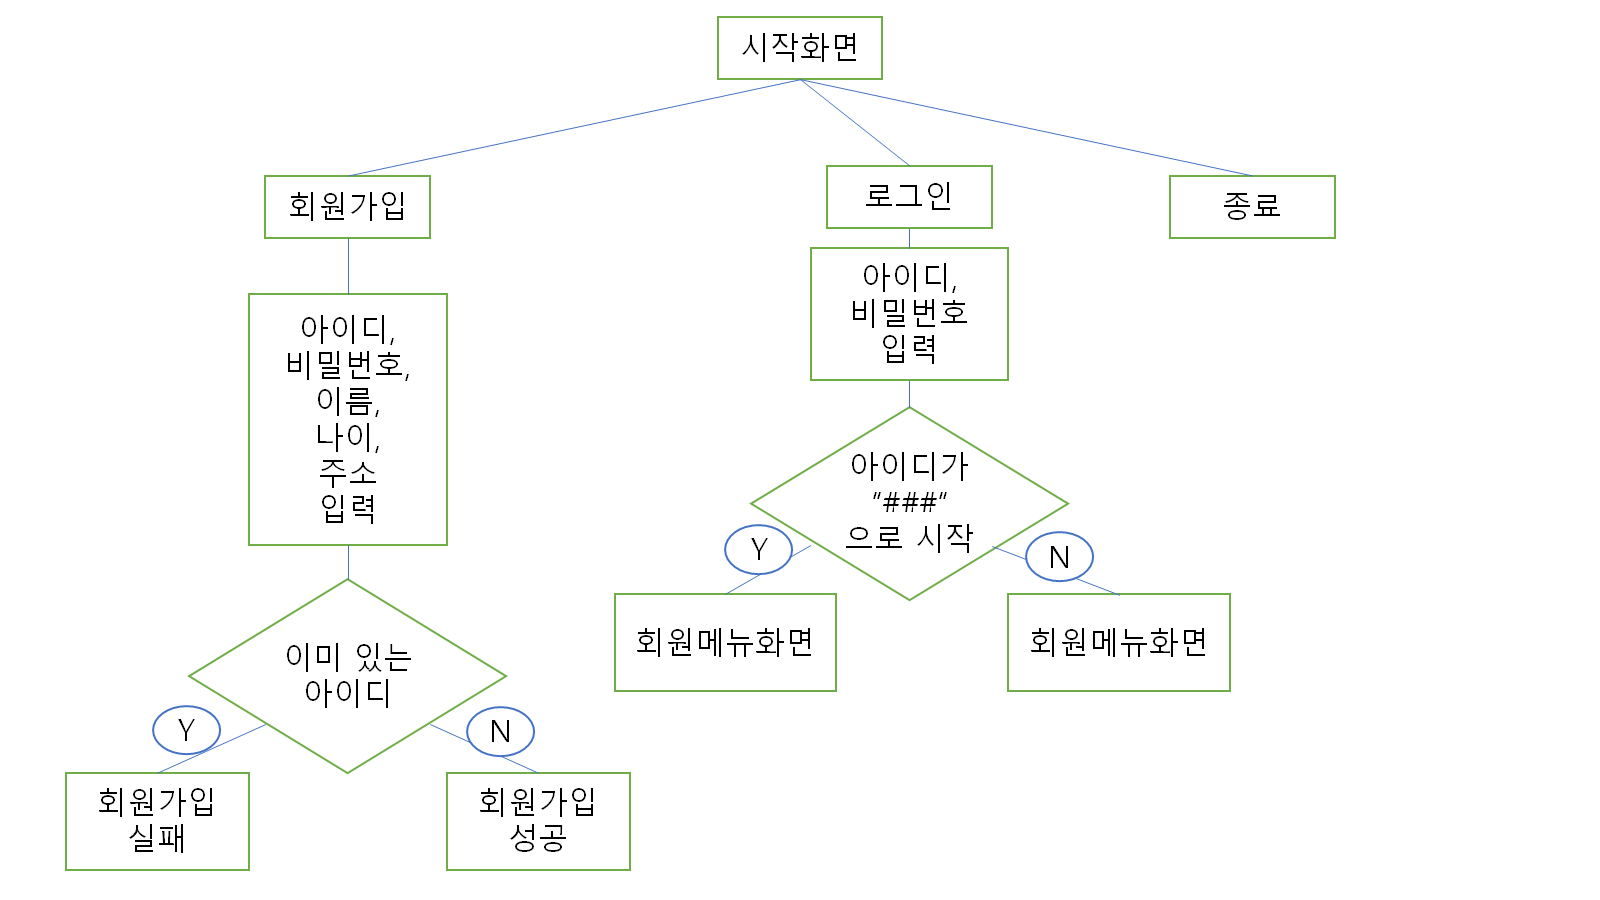 시작화면
회원가입
로그인
종료
아이디,
비밀번호,
이름,
나이,
주소
입력
아이디,
비밀번호
입력
이미 있는
아이디
Y
N
회원가입
실패
회원가입
성공
아이디가
“###“
으로 시작
Y
N
회원메뉴화면
회원메뉴화면